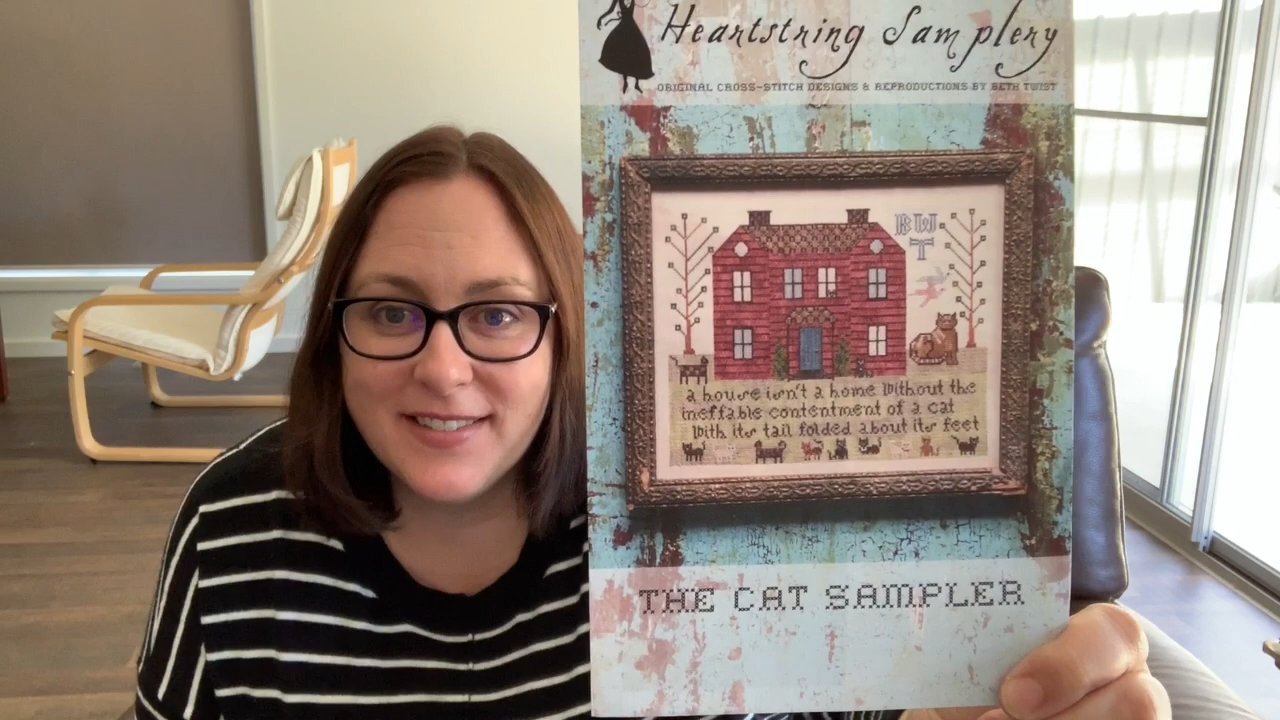 Heartstring Samplery
ORIGINAL CROSS-STITCH DESIGNS & REPRODUCTIONS BY BETH TWIST
BW
T
a house isn't a home without the
ineffable contentment of a cat
with its tail folded about its feet
THE CAT SAMPLER